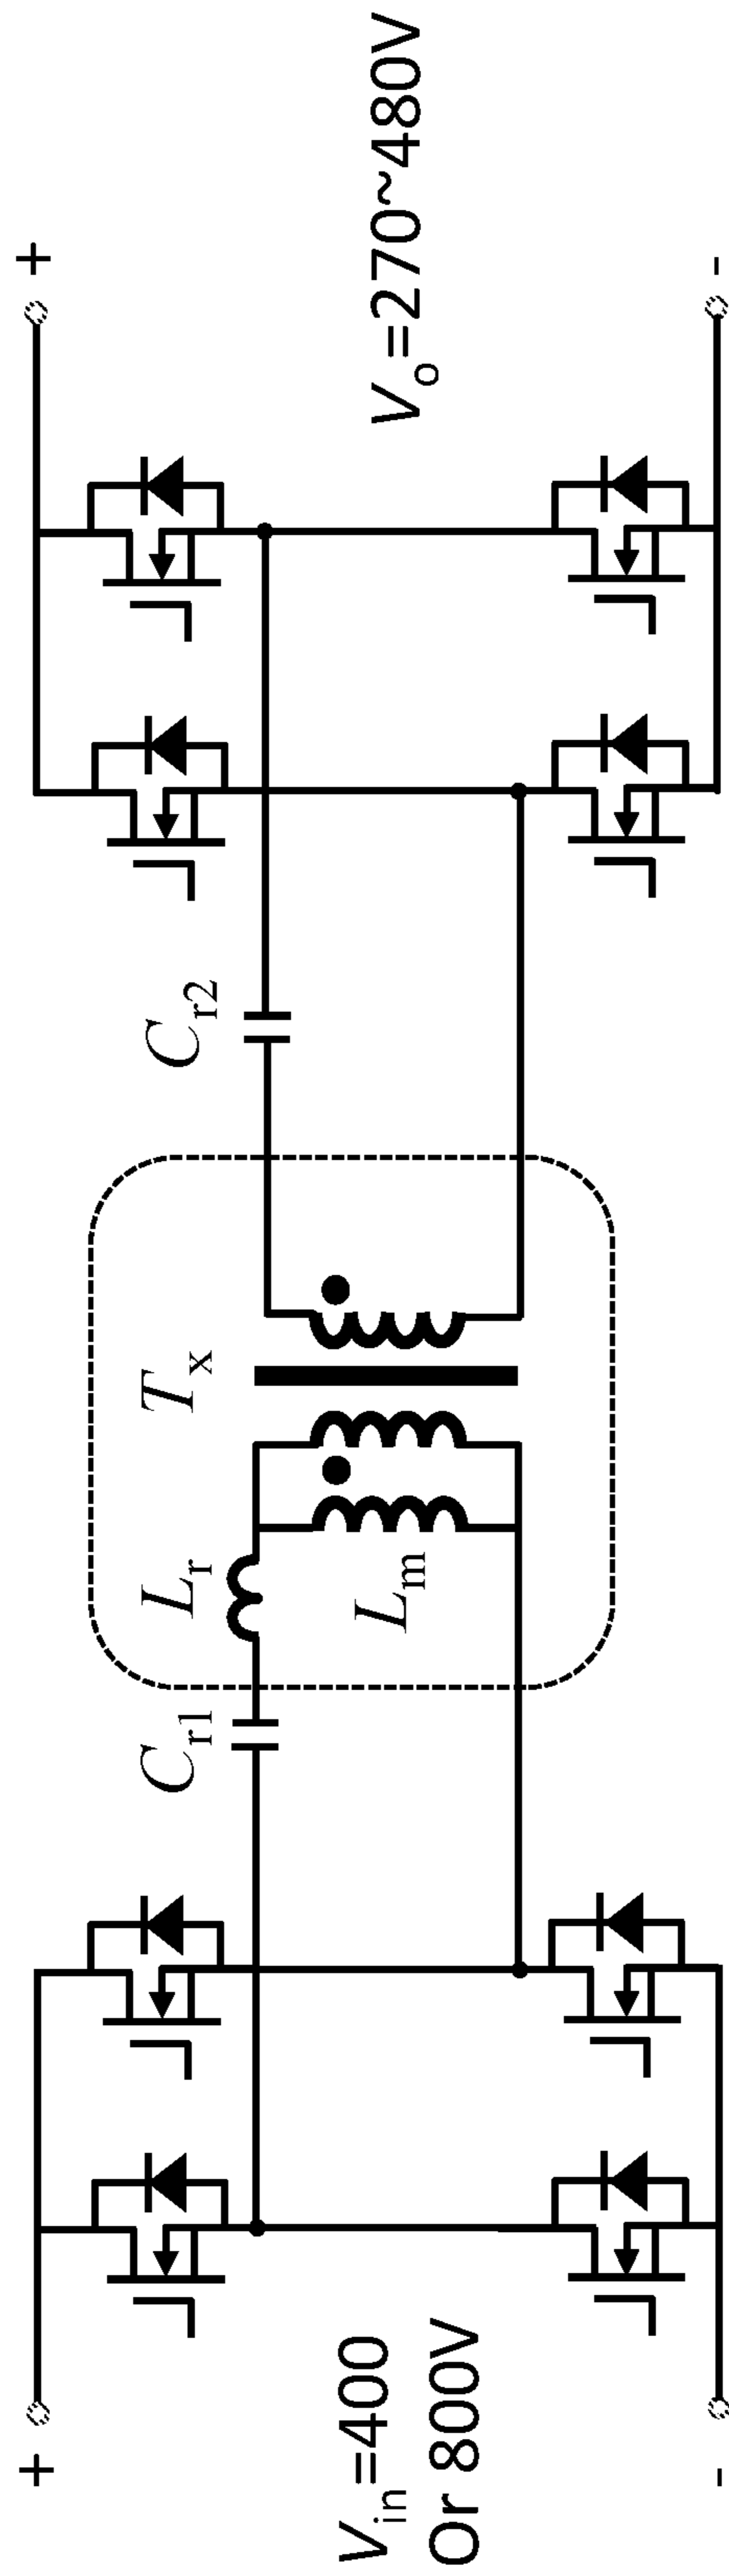 +
+
V_in=400
Or 800V
C_r1
L_r
L_m
T_x
C_r2
V_o=270~480V
-
-